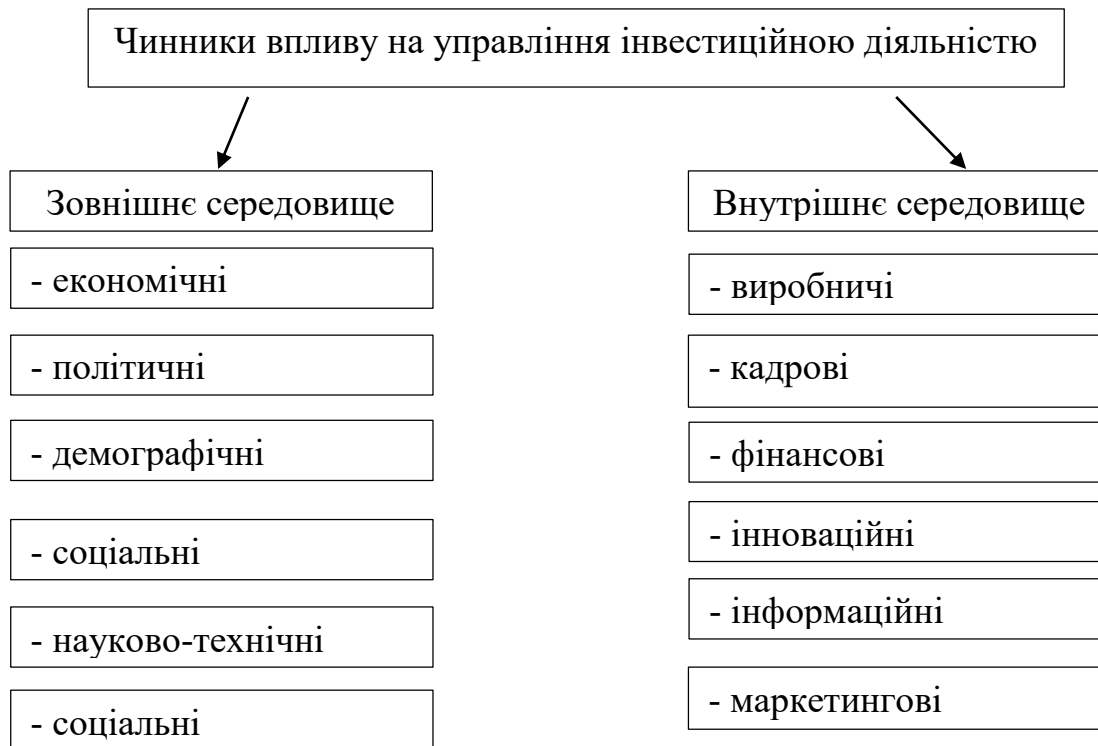 Чинники впливу на управління інвестиційною діяльністю
Зовнішнє середовище
- економічні
- політичні
- демографічні
- соціальні
- науково-технічні
- соціальні
Внутрішнє середовище
- виробничі
- кадрові
- фінансові
- інноваційні
- інформаційні
- маркетингові